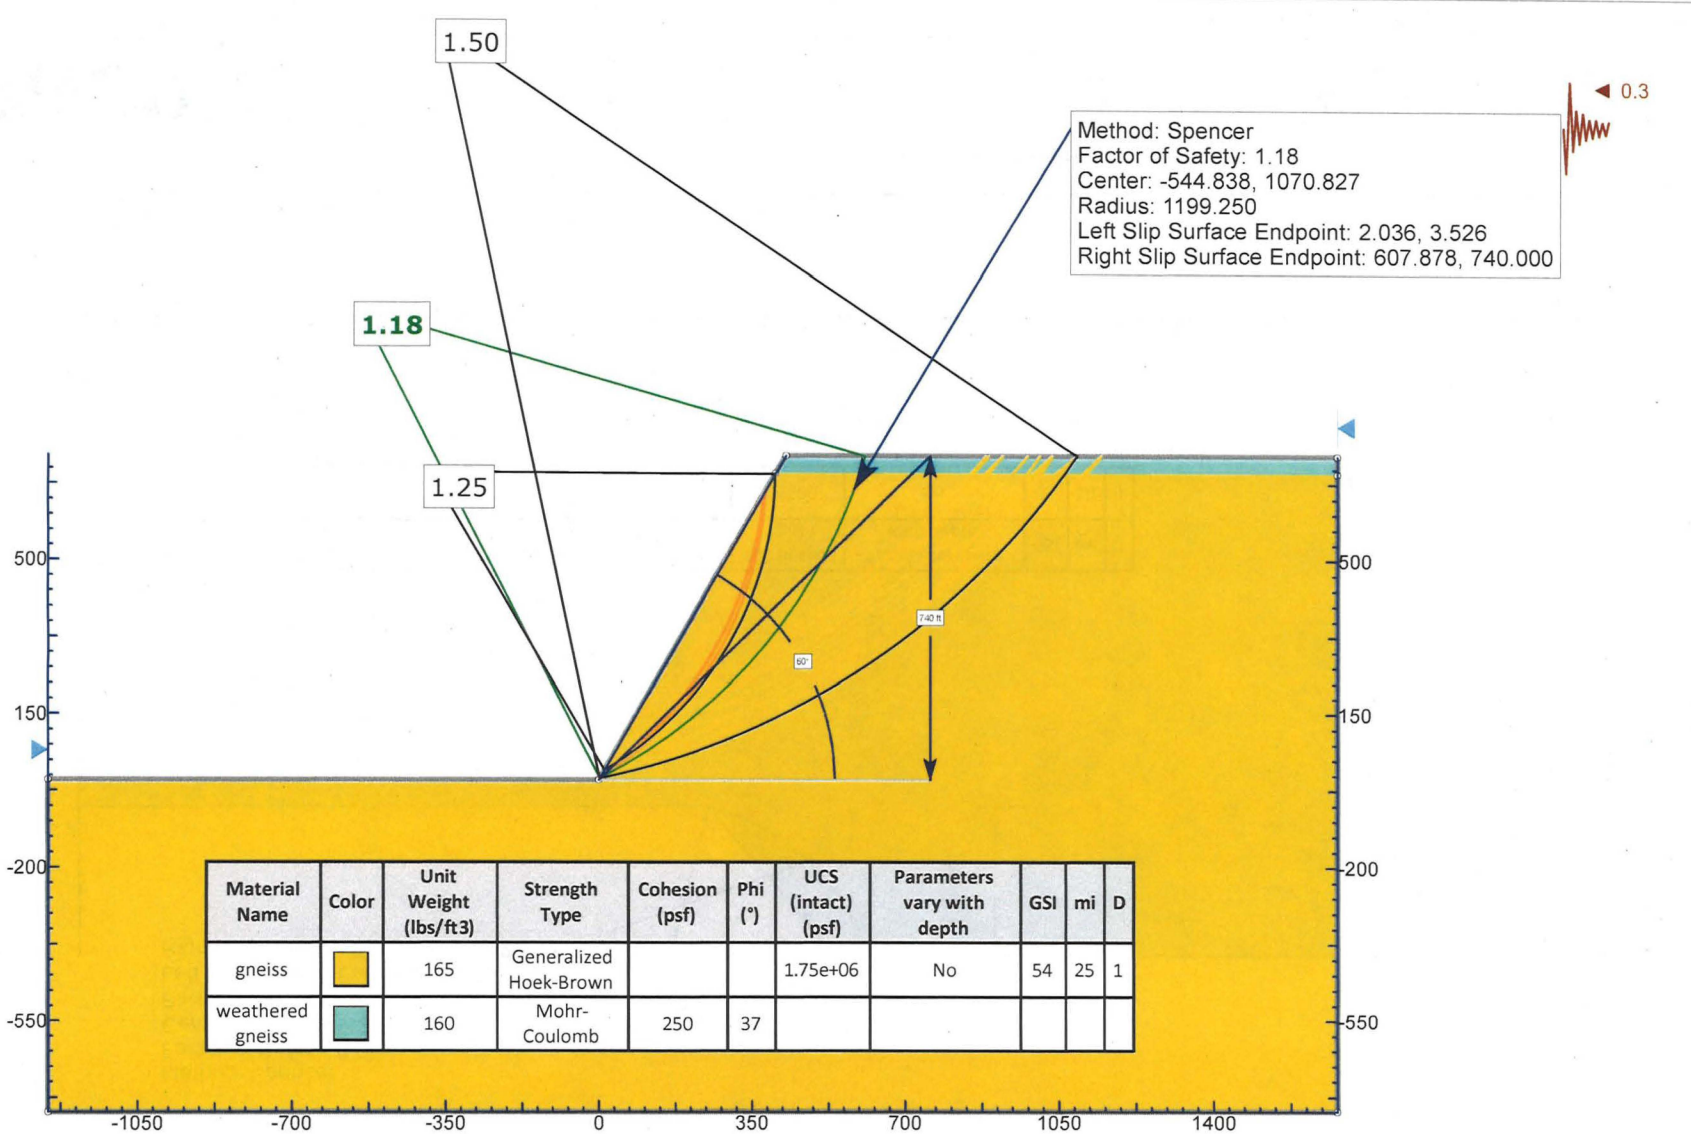 1.50
0.3
Method: Spencer
Factor of Safety: 1.18
Center: -544.838, 1070.827
Radius: 1199.250
Left Slip Surface Endpoint: 2.036, 3.526
Right Slip Surface Endpoint: 607.878, 740.000
1.18
1.25
500
500
740 ft
60°
150
150
-200
-200
Material Name Color Unit Weight (lbs/ft3) Strength Type Cohesion (psf) Phi (°) UCS (intact) (psf) Parameters vary with depth GSI mi D
gneiss 165 Generalized Hoek-Brown 1.75e+06 No 54 25 1
weathered gneiss 160 Mohr-Coulomb 250 37
-550
-550
-1050 -700 -350 0 350 700 1050 1400